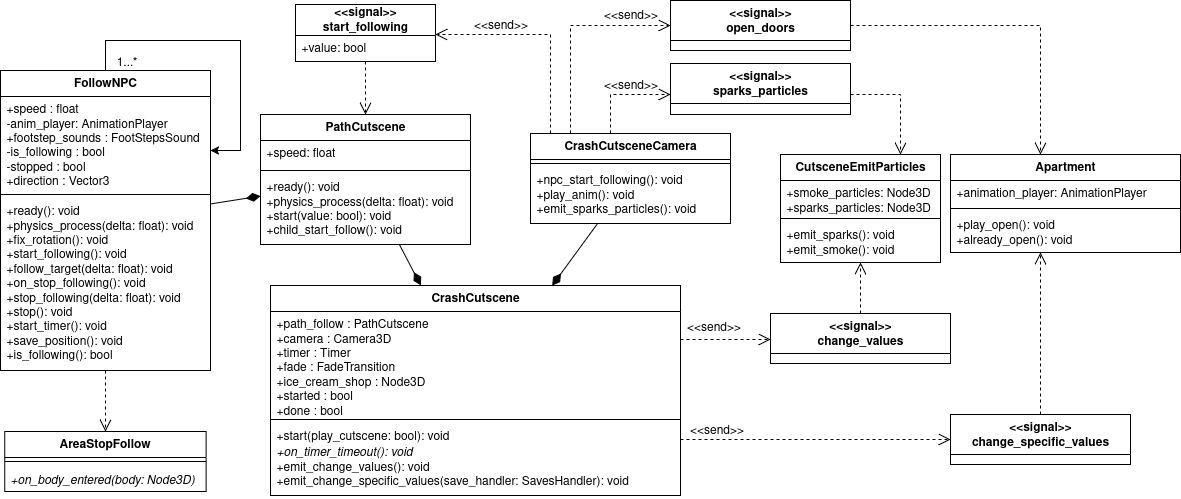 <<signal>>
start_following
+value: bool
<<send>>
<<send>>
<<signal>>
open_doors
<<send>>
<<signal>>
sparks_particles
1...*
FollowNPC
+speed : float
-anim_player: AnimationPlayer
+footstep_sounds : FootStepsSound
-is_following : bool
-stopped : bool
+direction : Vector3
+ready(): void
+physics_process(delta: float): void
+fix_rotation(): void
+start_following(): void
+follow_target(delta: float): void
+on_stop_following(): void
+stop_following(delta: float): void
+stop(): void
+start_timer(): void
+save_position(): void
+is_following(): bool
PathCutscene
+speed: float
+ready(): void
+physics_process(delta: float): void
+start(value: bool): void
+child_start_follow(): void
CrashCutsceneCamera
+npc_start_following(): void
+play_anim(): void
+emit_sparks_particles(): void
CutsceneEmitParticles
+smoke_particles: Node3D
+sparks_particles: Node3D
+emit_sparks(): void
+emit_smoke(): void
Apartment
+animation_player: AnimationPlayer
+play_open(): void
+already_open(): void
CrashCutscene
+path_follow : PathCutscene
+camera : Camera3D
+timer : Timer
+fade : FadeTransition
+ice_cream_shop : Node3D
+started : bool
+done : bool
+start(play_cutscene: bool): void
+on_timer_timeout(): void
+emit_change_values(): void
+emit_change_specific_values(save_handler: SavesHandler): void
<<send>>
<<signal>>
change_values
<<send>>
<<signal>>
change_specific_values
AreaStopFollow
+on_body_entered(body: Node3D)